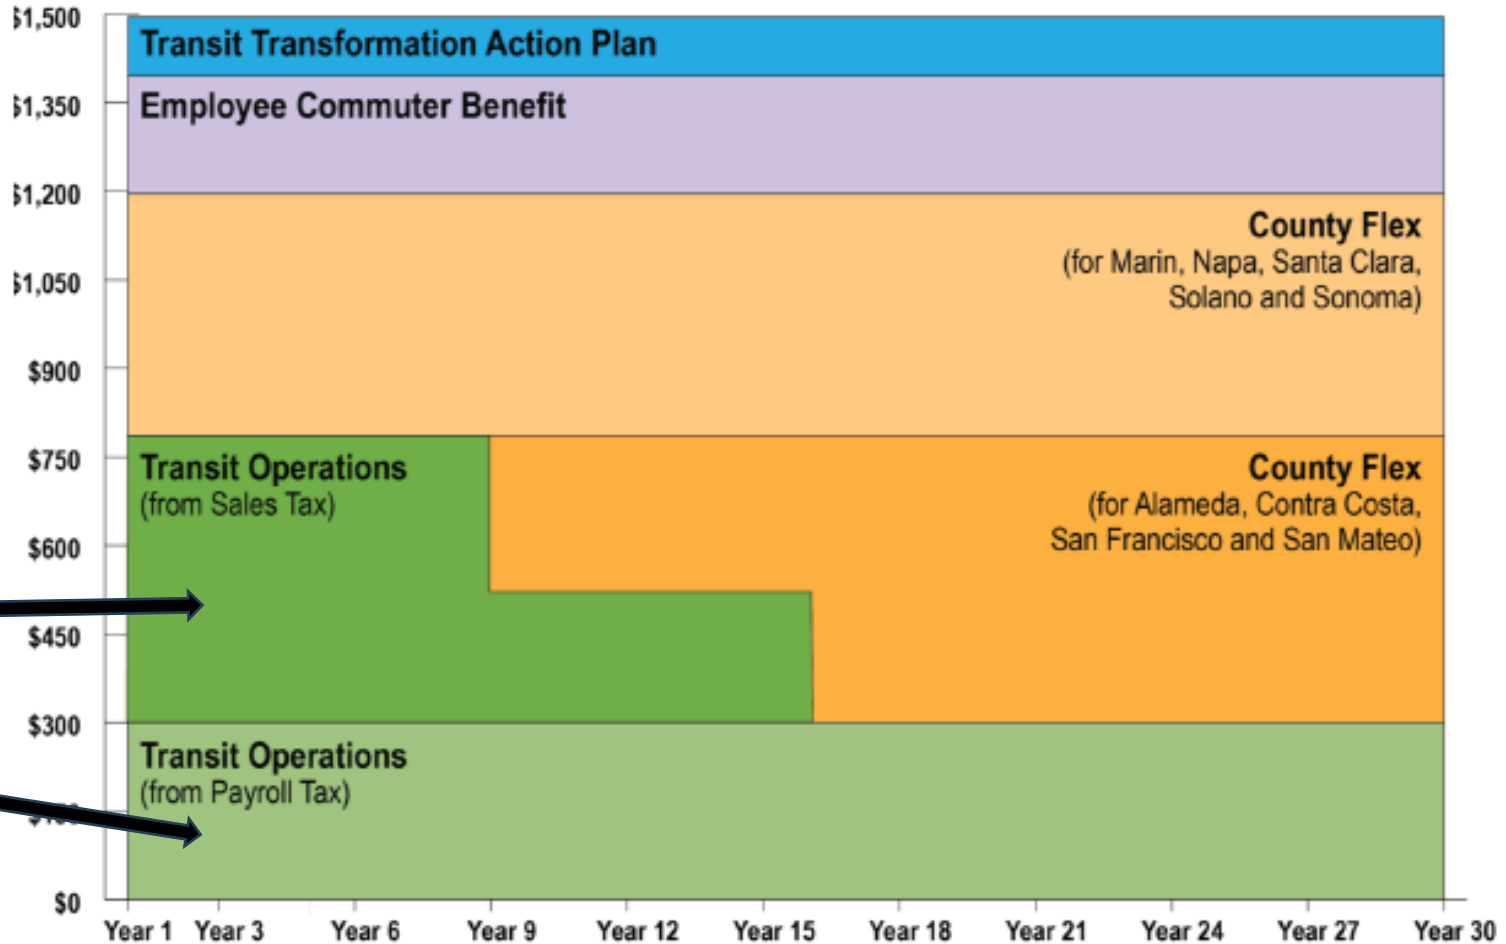 $1,500
Transit Transformation Action Plan
$1,350
Employee Commuter Benefit
$1,200
County Flex
(for Marin, Napa, Santa Clara,
Solano and Sonoma)
$1,050
$900
$750
Transit Operations
(from Sales Tax)
County Flex
(for Alameda, Contra Costa,
San Francisco and San Mateo)
$600
$450
$300
Transit Operations
(from Payroll Tax)
$0
Year 1 Year 3 Year 6 Year 9 Year 12 Year 15 Year 18 Year 21 Year 24 Year 27 Year 30